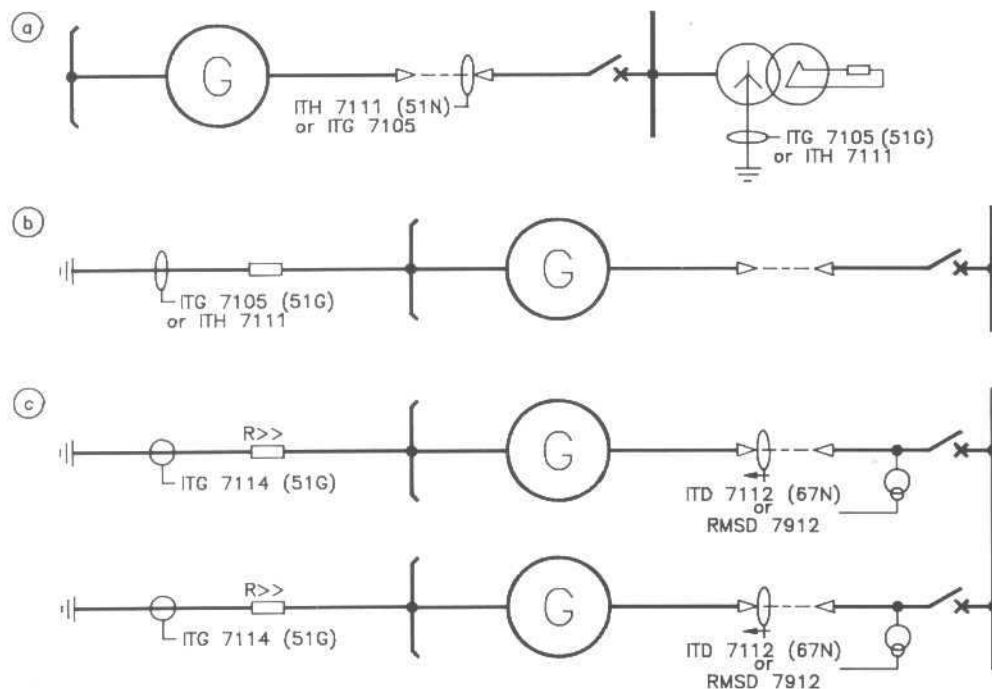 a
G
ITH 7111 (51N)
or ITG 7105
ITG 7105 (51G)
or ITH 7111
b
G
ITG 7105 (51G)
or ITH 7111
c
R>>
G
ITG 7114 (51G)
ITD 7112 (67N)
or
RMSD 7912
R>>
G
ITG 7114 (51G)
ITD 7112 (67N)
or
RMSD 7912